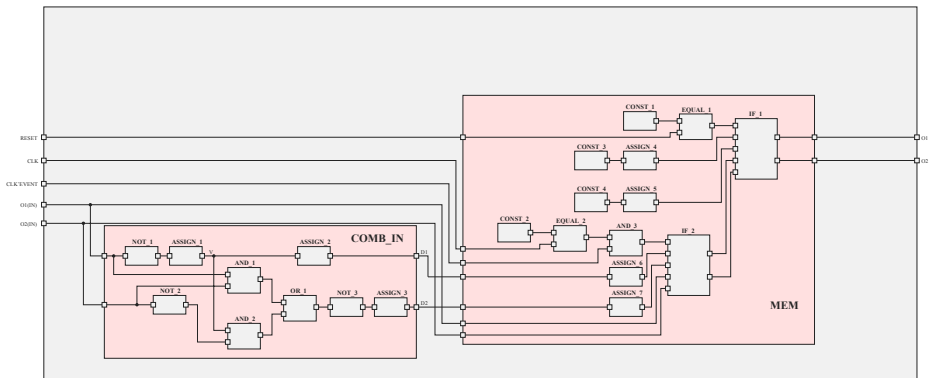 CONST_1
EQUAL_1
IF_1
RESET
O1
CLK
CONST_3
ASSIGN_4
O2
CLK'EVENT
CONST_4
ASSIGN_5
O1(IN)
O2(IN)
CONST_2
EQUAL_2
AND_3
IF_2
NOT_1
ASSIGN_1
ASSIGN_2
COMB_IN
V
D1
AND_1
ASSIGN_6
NOT_2
OR_1
NOT_3
ASSIGN_3
D2
ASSIGN_7
MEM
AND_2